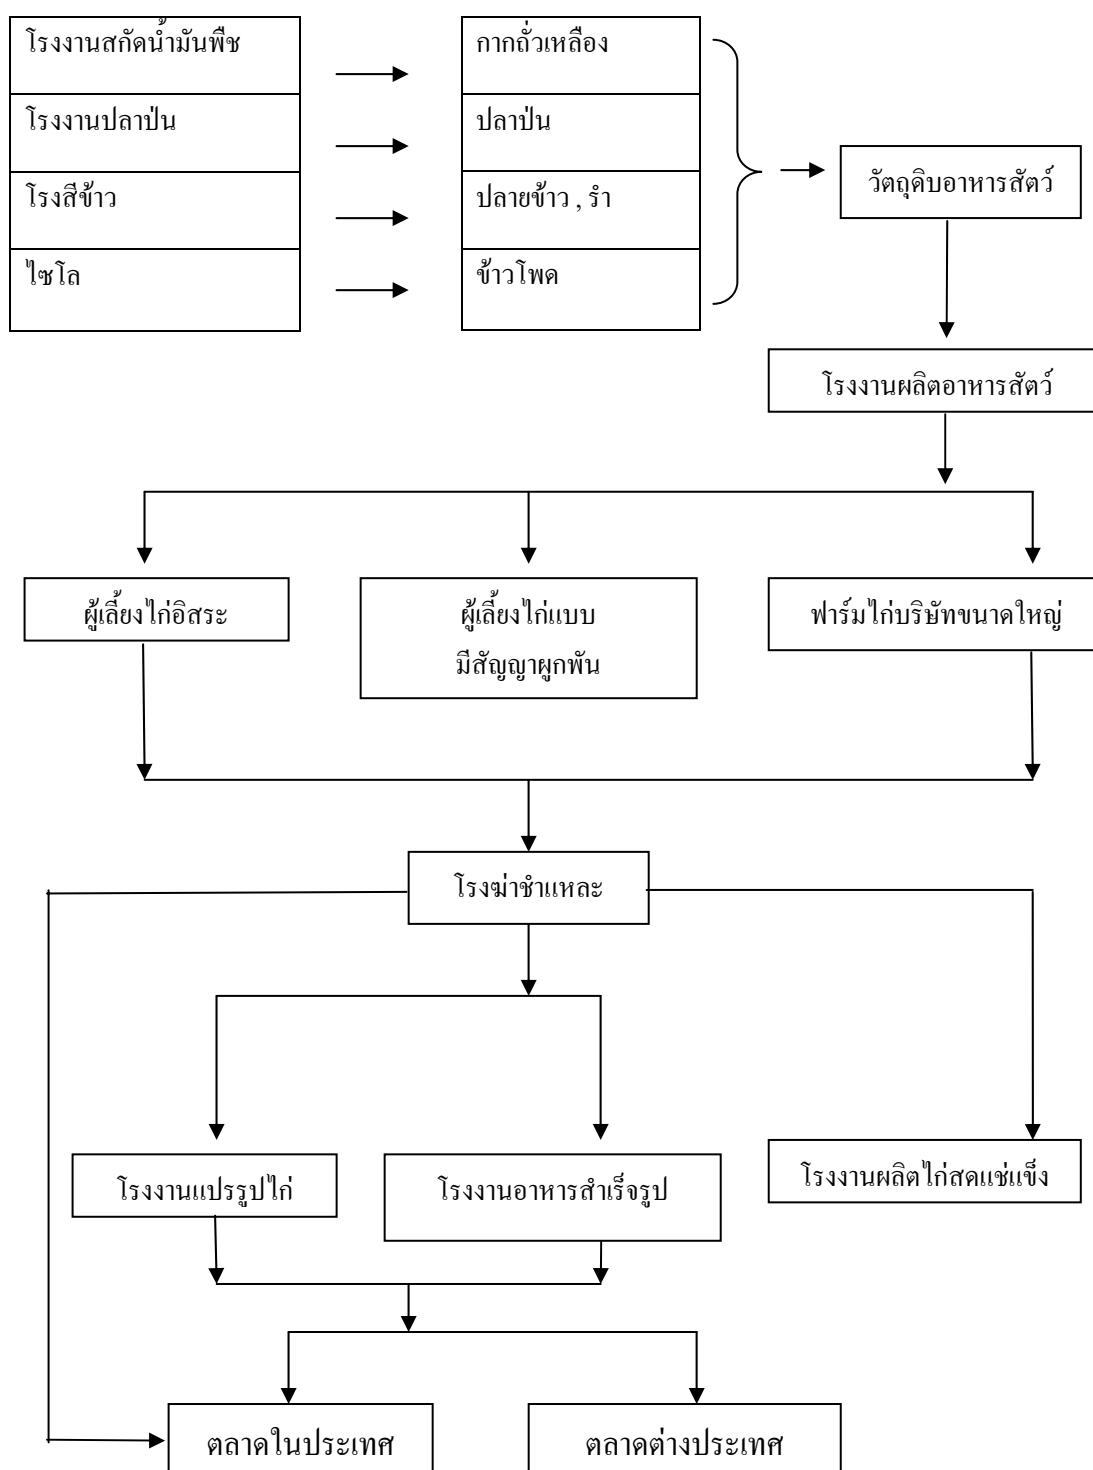 โรงงานสกัดน้ำมันพืช
กากถั่วเหลือง
โรงงานปลาป่น
ปลาป่น
โรงสีข้าว
ปลายข้าว , รำ
ไซโล
ข้าวโพด
วัตถุดิบอาหารสัตว์
โรงงานผลิตอาหารสัตว์
ผู้เลี้ยงไก่อิสระ
ผู้เลี้ยงไก่แบบ
มีสัญญาผูกพัน
ฟาร์มไก่บริษัทขนาดใหญ่
โรงฆ่าชำแหละ
โรงงานแปรรูปไก่
โรงงานอาหารสำเร็จรูป
โรงงานผลิตไก่สดแช่แข็ง
ตลาดในประเทศ
ตลาดต่างประเทศ